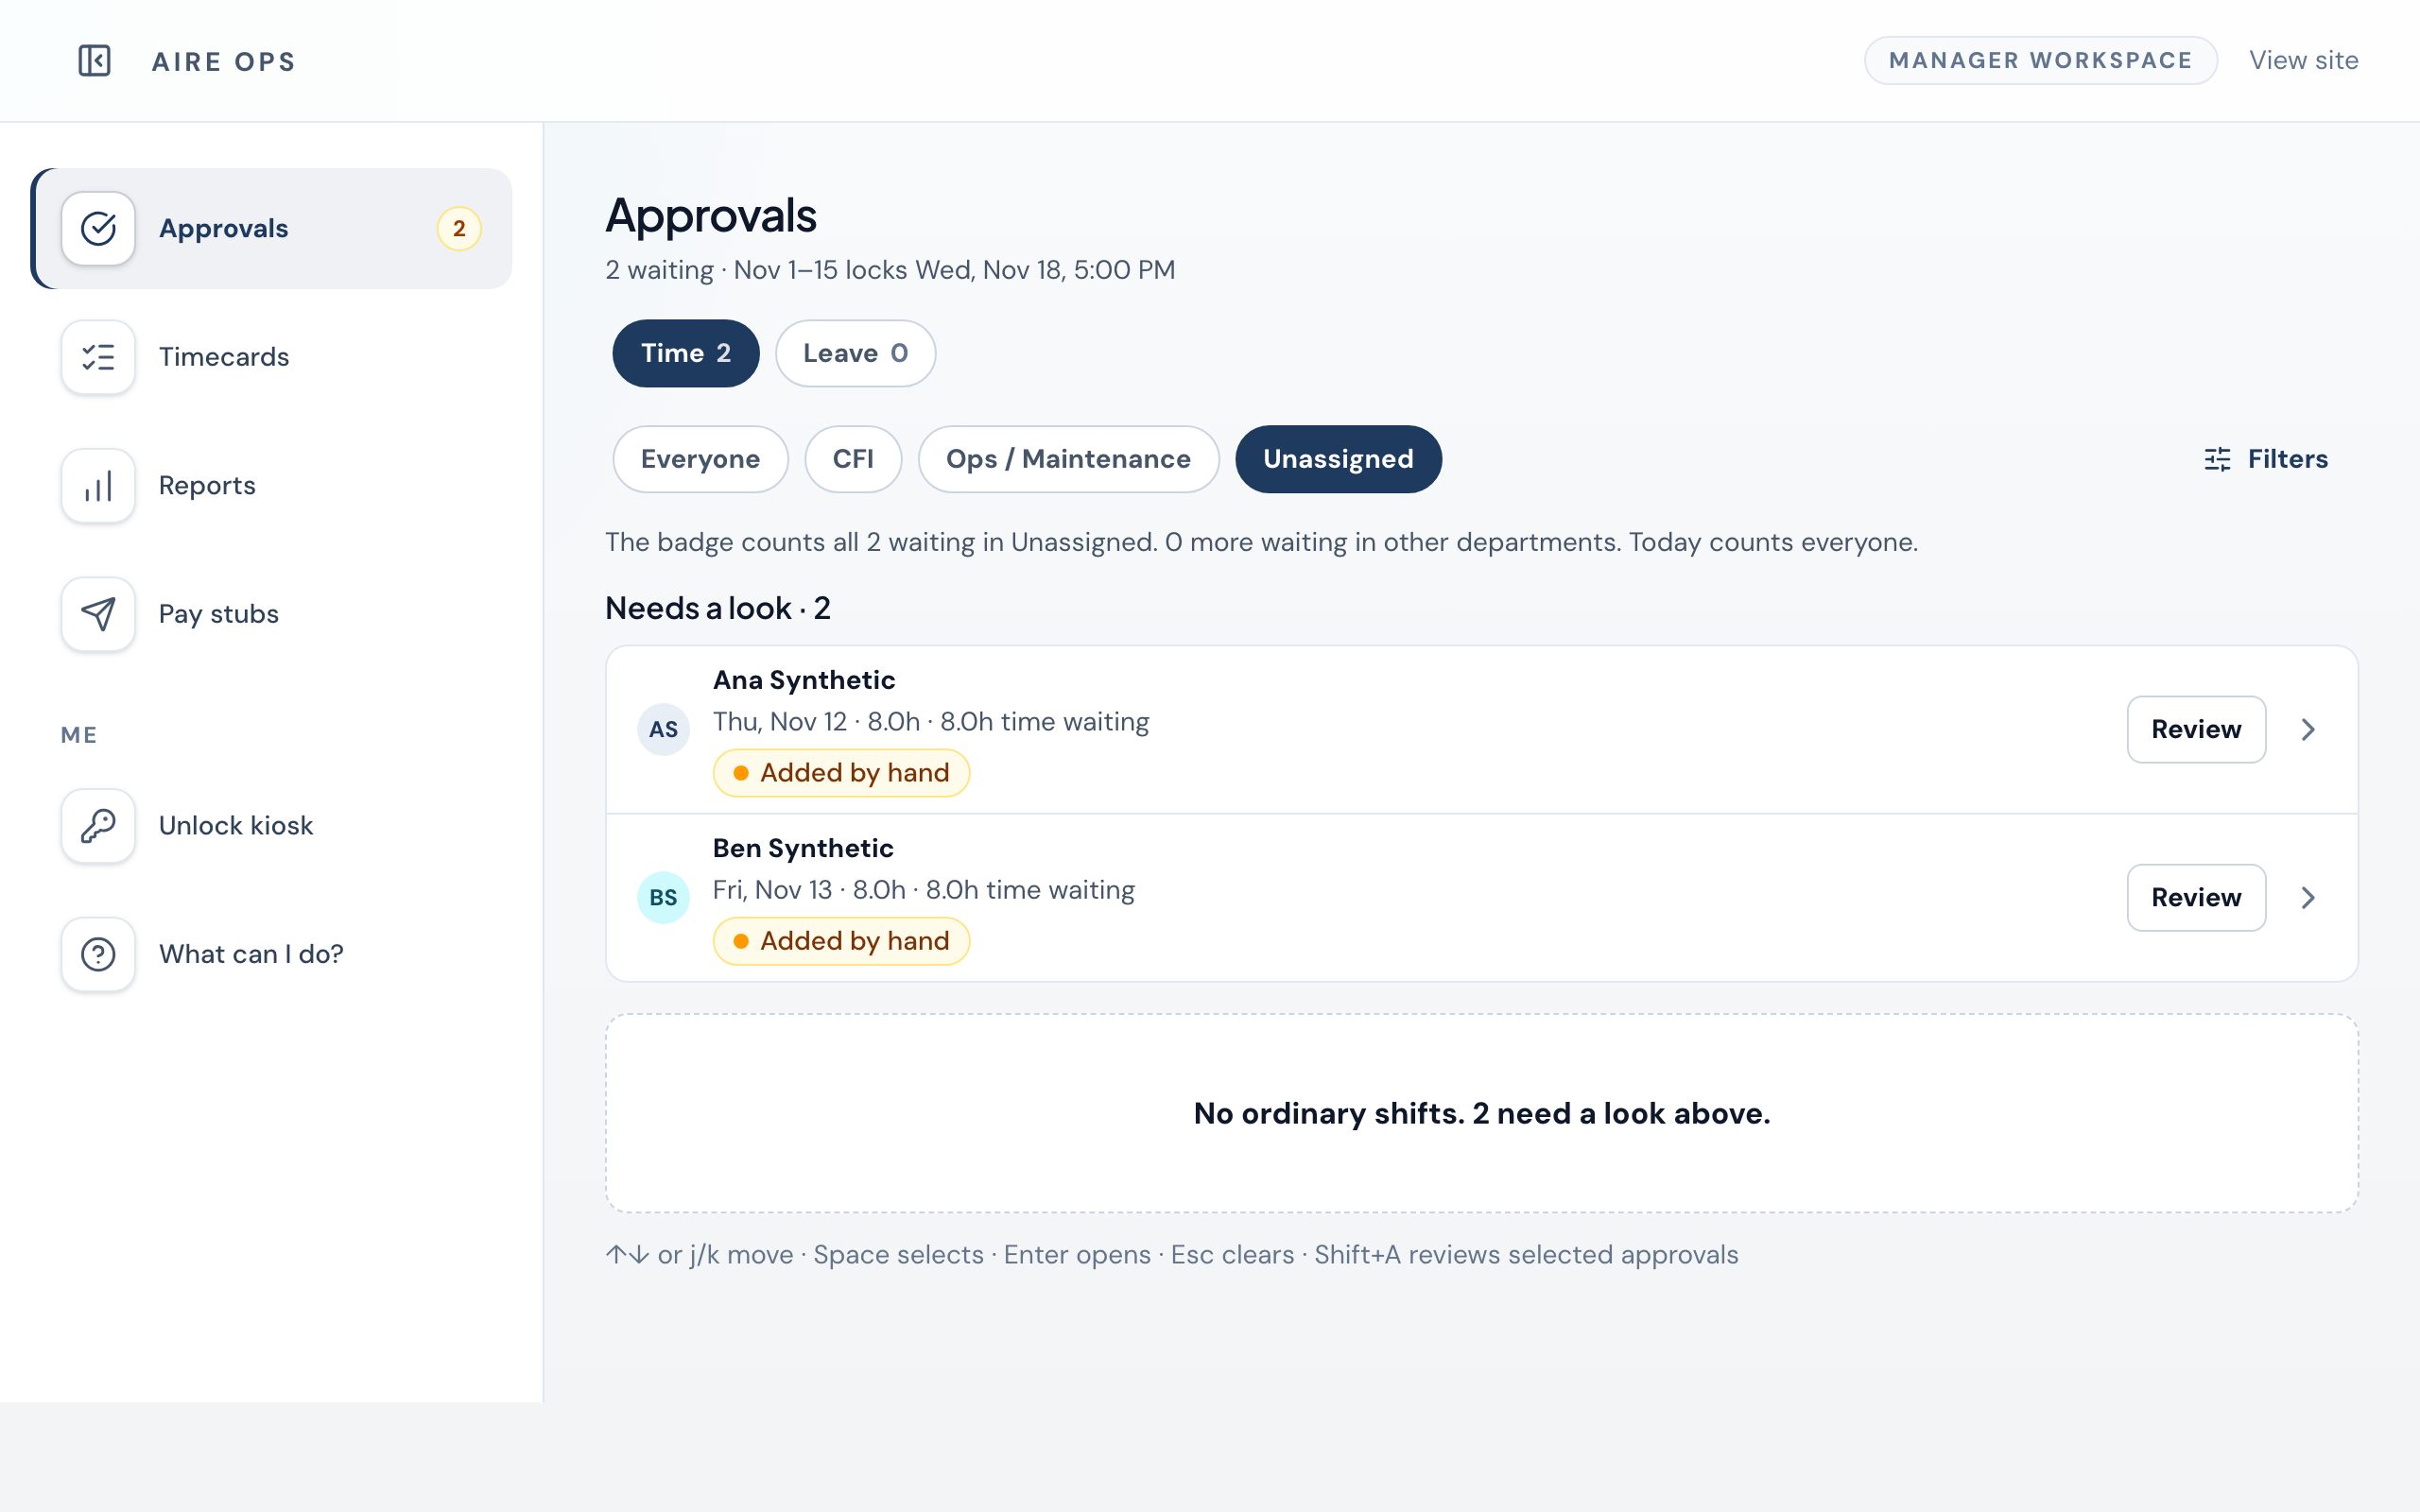 AIRE OPS
MANAGER WORKSPACE
View site
Approvals
2
Timecards
Reports
Pay stubs
ME
Unlock kiosk
What can I do?
Approvals
2 waiting · Nov 1–15 locks Wed, Nov 18, 5:00 PM
Time 2
Leave 0
Everyone
CFI
Ops / Maintenance
Unassigned
Filters
The badge counts all 2 waiting in Unassigned. 0 more waiting in other departments. Today counts everyone.
Needs a look · 2
AS
Ana Synthetic
Thu, Nov 12 · 8.0h · 8.0h time waiting
Added by hand
Review
BS
Ben Synthetic
Fri, Nov 13 · 8.0h · 8.0h time waiting
Added by hand
Review
No ordinary shifts. 2 need a look above.
↑↓ or j/k move · Space selects · Enter opens · Esc clears · Shift+A reviews selected approvals